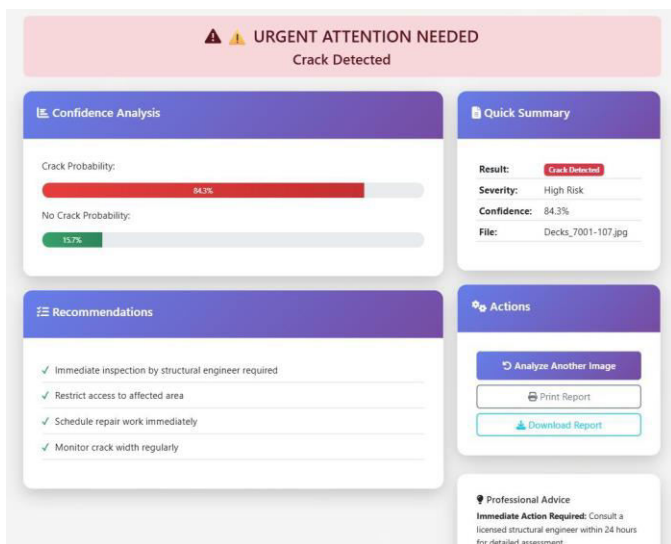 URGENT ATTENTION NEEDED
Crack Detected
Confidence Analysis
Crack Probability:
84.3%
No Crack Probability:
15.7%
Recommendations
Immediate inspection by structural engineer required
Restrict access to affected area
Schedule repair work immediately
Monitor crack width regularly
Quick Summary
Result: Crack Detected
Severity: High Risk
Confidence: 84.3%
File: Decks_7001-107.jpg
Actions
Analyze Another Image
Print Report
Download Report
Professional Advice
Immediate Action Required: Consult a
licensed structural engineer within 24 hours
for detailed assessment